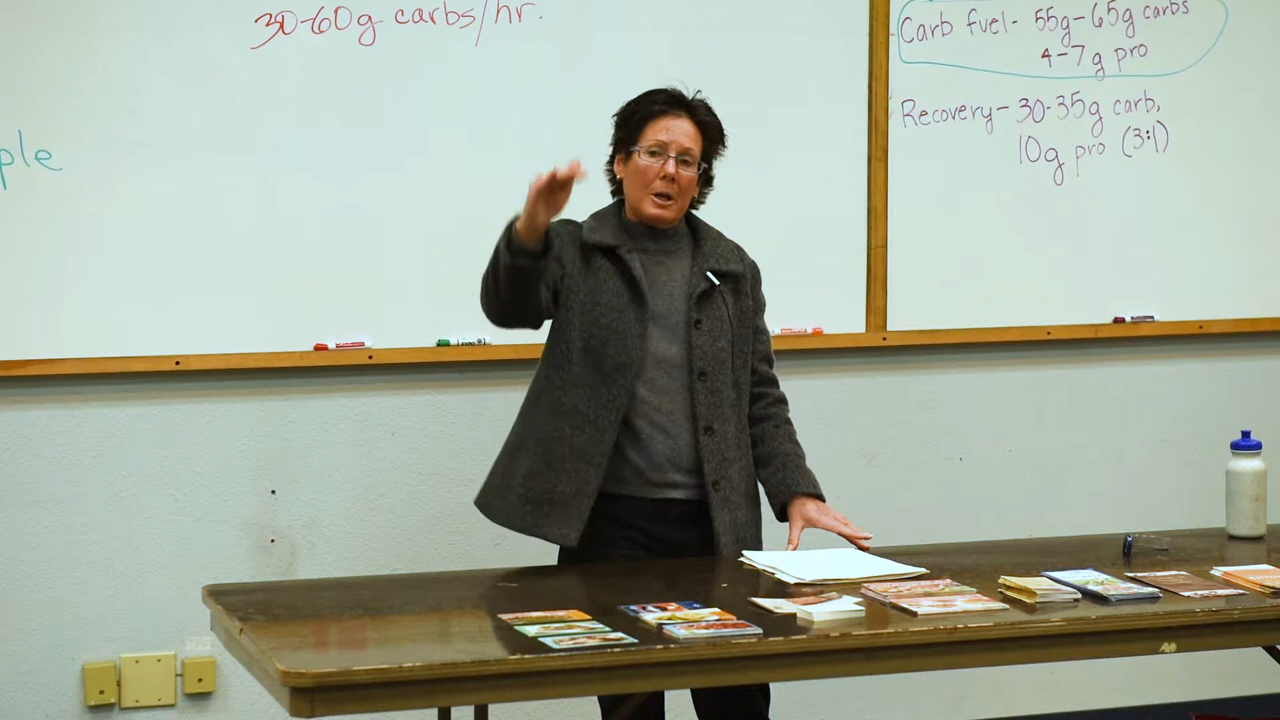 30-60g carbs/hr.
ple
Carb fuel- 55g-65g carbs
4-7g pro
Recovery- 30-35g carb,
10g pro (3:1)